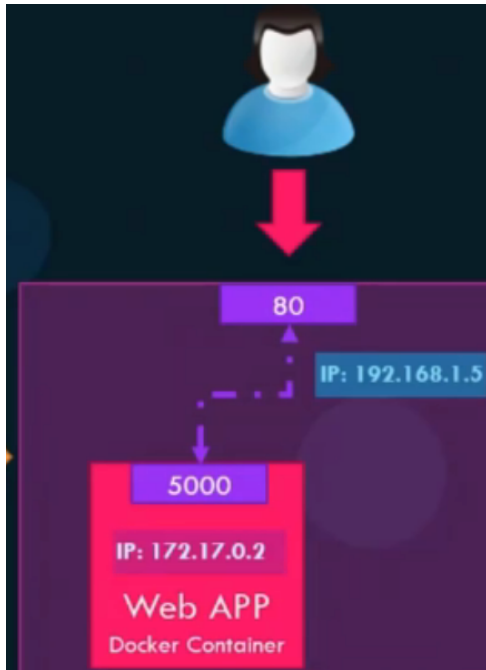 80
IP: 192.168.1.5
5000
IP: 172.17.0.2
Web APP
Docker Container